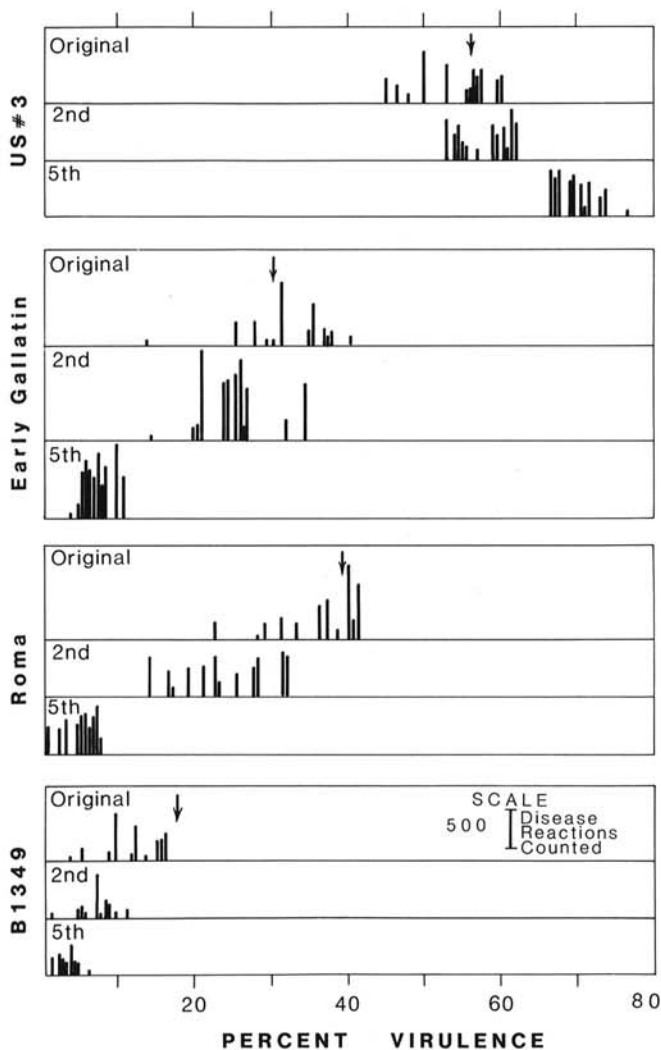 US#3
Original
2nd
5th
Early Gallatin
Original
2nd
5th
Roma
Original
2nd
5th
B1349
Original
2nd
5th
SCALE
500
Disease
Reactions
Counted
20 40 60 80
PERCENT VIRULENCE